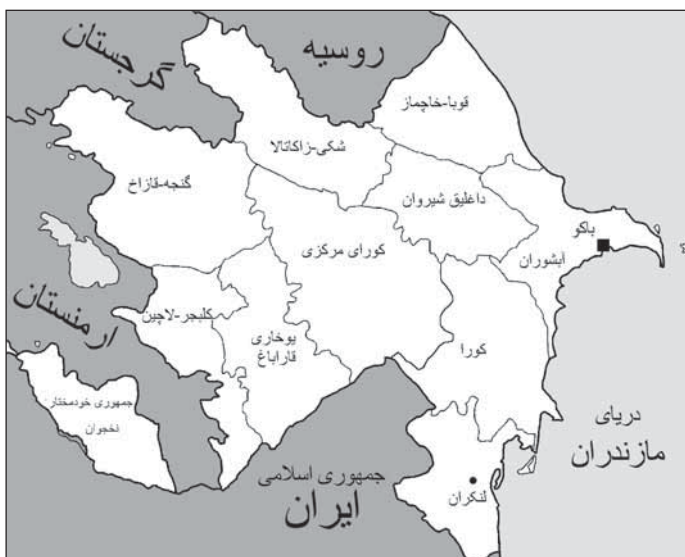 گرجستان
روسیه
قوبا-خاچماز
شکی-زاکاتالا
گنجه-قازاخ
داغلیق شیروان
باکو
آبشوران
کورای مرکزی
ارمنستان
کلبجر-لاچین
یوخاری
قاراباغ
کورا
جمهوری خودمختار
نخجوان
دریای
مازندران
جمهوری اسلامی
ایران
لنکران